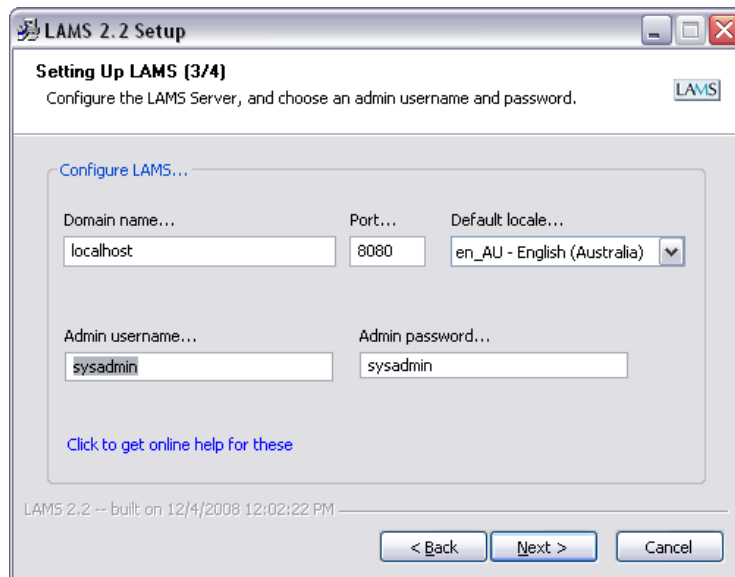 LAMS 2.2 Setup
Setting Up LAMS (3/4)
Configure the LAMS Server, and choose an admin username and password.
LAMS
Configure LAMS...
Domain name... Port... Default locale...
localhost 8080 en_AU - English (Australia)
Admin username... Admin password...
sysadmin sysadmin
Click to get online help for these
LAMS 2.2 -- built on 12/4/2008 12:02:22 PM
< Back Next > Cancel